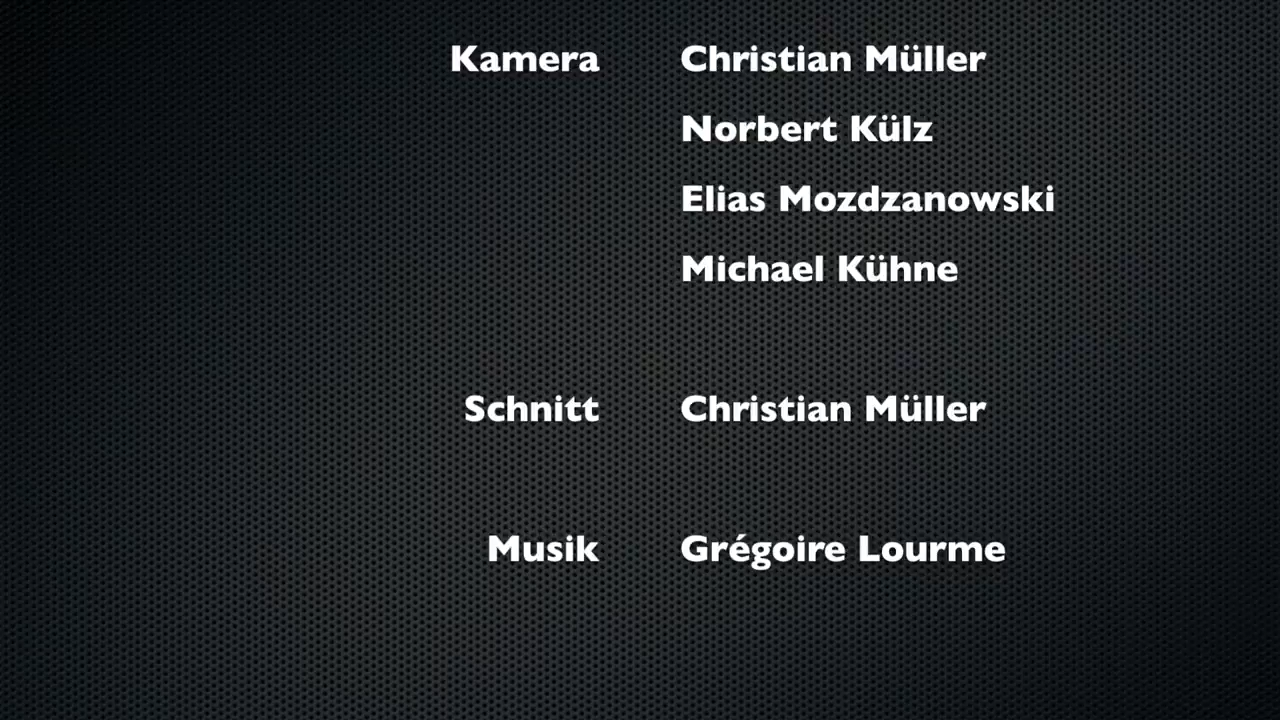 Kamera Christian Müller
Norbert Külz
Elias Mozdzanowski
Michael Kühne
Schnitt Christian Müller
Musik Grégoire Lourme